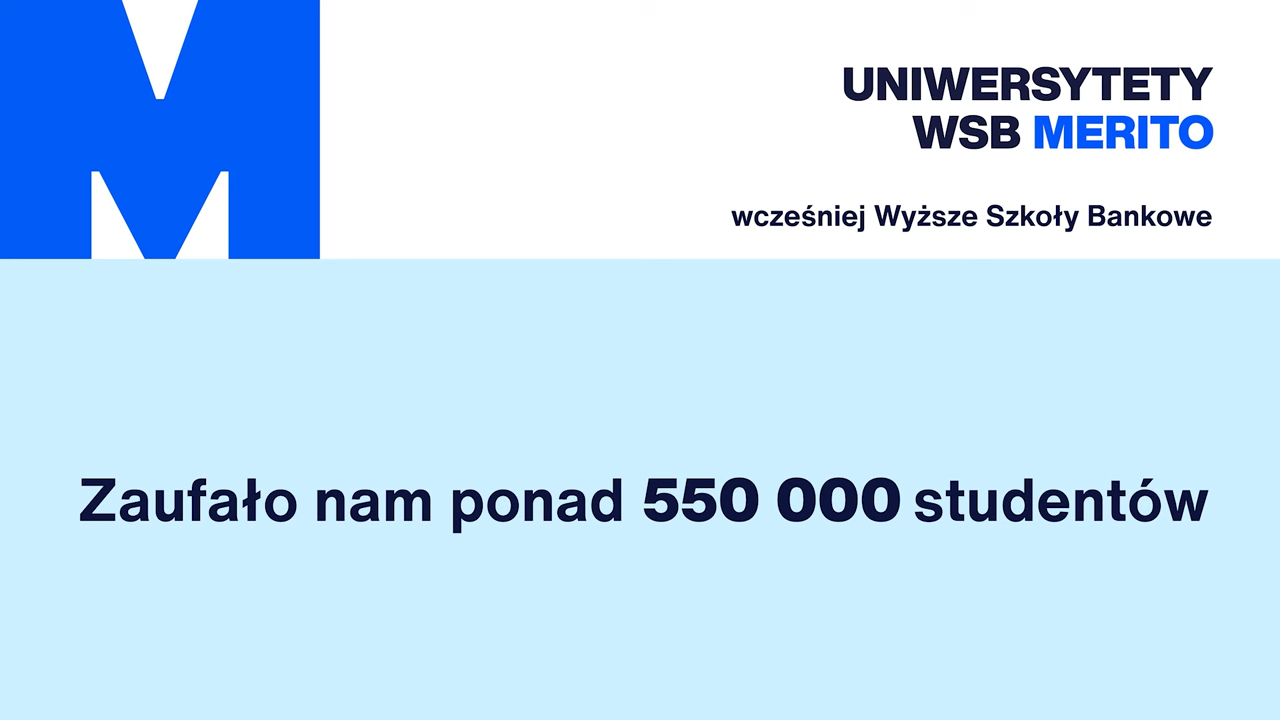 UNIWERSYTETY
WSB MERITO
wcześniej Wyższe Szkoły Bankowe
Zaufało nam ponad 550 000 studentów